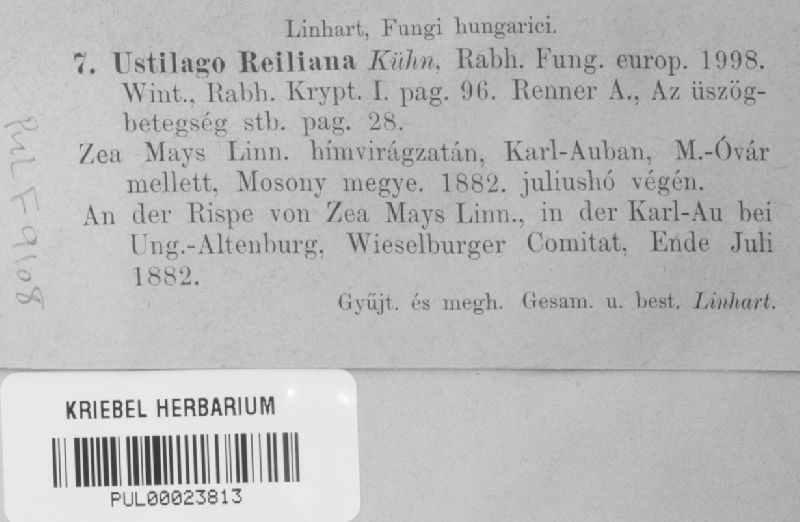 Linhart, Fungi hungarici.
7. Ustilago Reiliana Kühn, Rabh. Fung. europ. 1998.
Wint., Rabh. Krypt. I. pag. 96. Renner A., Az üszög-
betegség stb. pag. 28.
Zea Mays Linn. hímvirágzatán, Karl-Auban, M.-Óvár
mellett, Mosony megye. 1882. juliushó végén.
An der Rispe von Zea Mays Linn., in der Karl-Au bei
Ung.-Altenburg, Wieselburger Comitat, Ende Juli
1882.
Gyűjt. és megh. Gesam. u. best. Linhart.
PUL F9108
KRIEBEL HERBARIUM
PUL00023813